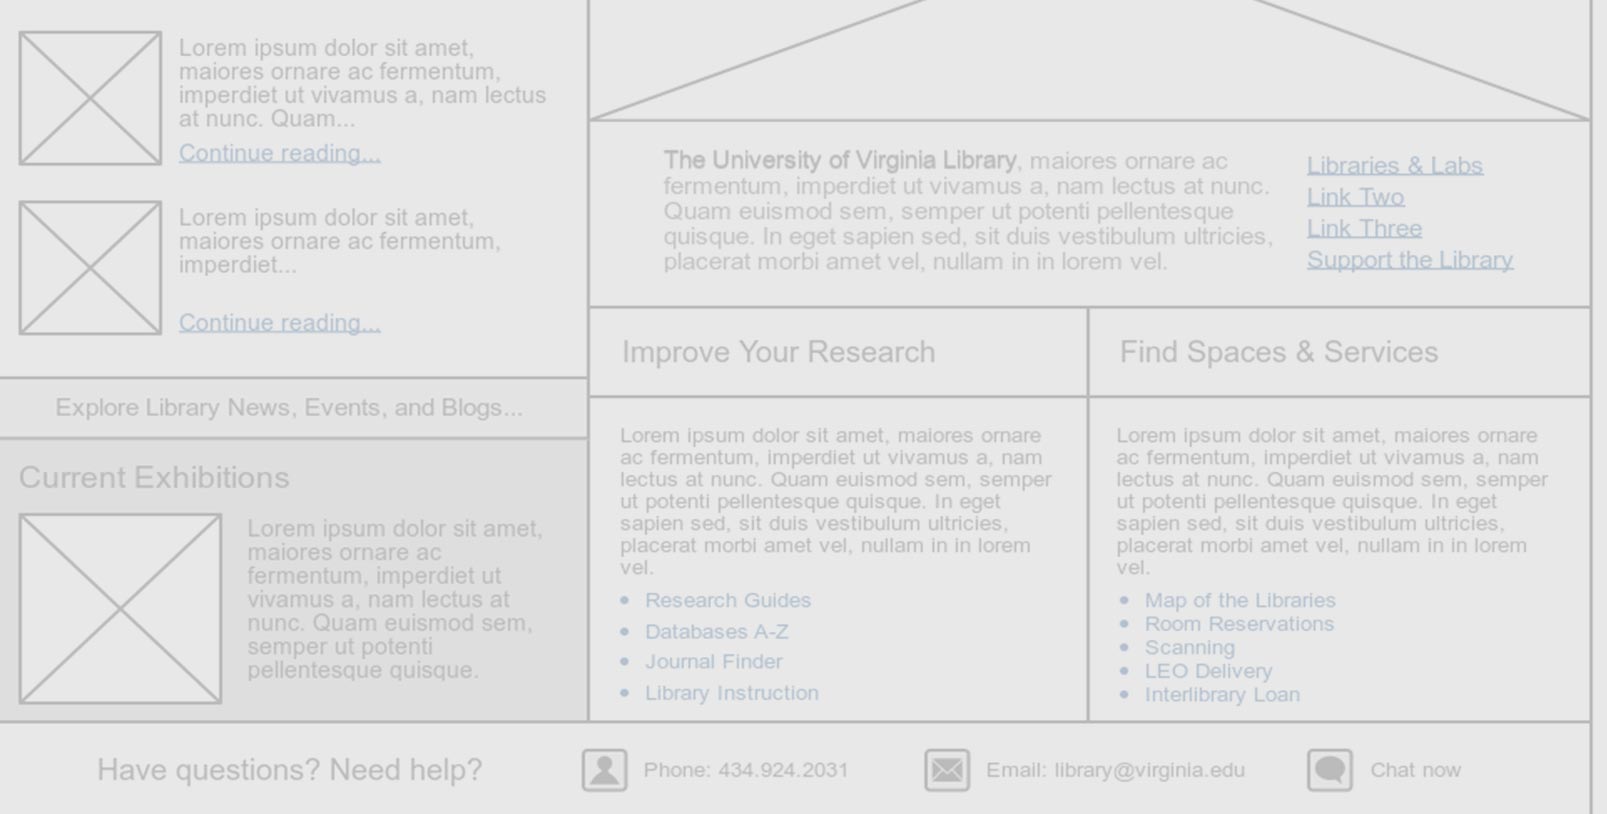 Lorem ipsum dolor sit amet,
maiores ornare ac fermentum,
imperdiet ut vivamus a, nam lectus
at nunc. Quam...
Continue reading...
Lorem ipsum dolor sit amet,
maiores ornare ac fermentum,
imperdiet...
Continue reading...
Explore Library News, Events, and Blogs...
Current Exhibitions
Lorem ipsum dolor sit amet,
maiores ornare ac
fermentum, imperdiet ut
vivamus a, nam lectus at
nunc. Quam euismod sem,
semper ut potenti
pellentesque quisque.
The University of Virginia Library, maiores ornare ac
fermentum, imperdiet ut vivamus a, nam lectus at nunc.
Quam euismod sem, semper ut potenti pellentesque
quisque. In eget sapien sed, sit duis vestibulum ultricies,
placerat morbi amet vel, nullam in in lorem vel.
Libraries & Labs
Link Two
Link Three
Support the Library
Improve Your Research
Lorem ipsum dolor sit amet, maiores ornare
ac fermentum, imperdiet ut vivamus a, nam
lectus at nunc. Quam euismod sem, semper
ut potenti pellentesque quisque. In eget
sapien sed, sit duis vestibulum ultricies,
placerat morbi amet vel, nullam in in lorem
vel.
• Research Guides
• Databases A-Z
• Journal Finder
• Library Instruction
Find Spaces & Services
Lorem ipsum dolor sit amet, maiores ornare
ac fermentum, imperdiet ut vivamus a, nam
lectus at nunc. Quam euismod sem, semper
ut potenti pellentesque quisque. In eget
sapien sed, sit duis vestibulum ultricies,
placerat morbi amet vel, nullam in in lorem
vel.
• Map of the Libraries
• Room Reservations
• Scanning
• LEO Delivery
• Interlibrary Loan
Have questions? Need help?
Phone: 434.924.2031
Email: library@virginia.edu
Chat now